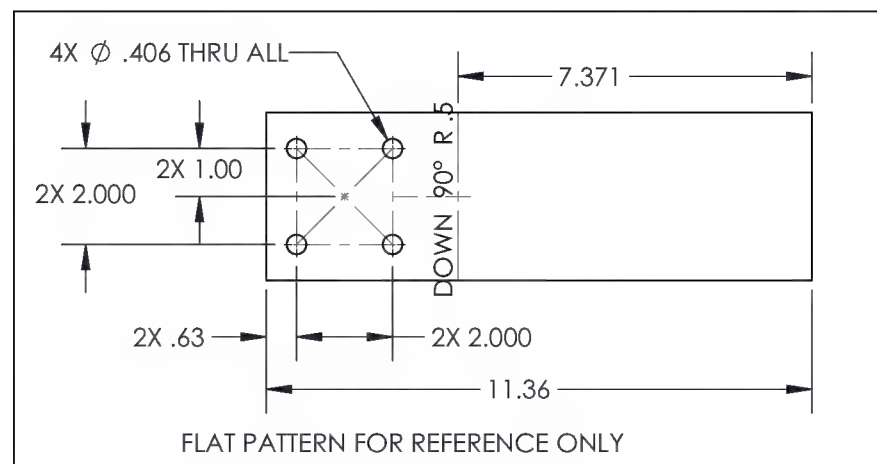 4X Ø .406 THRU ALL
7.371
2X 1.00
2X 2.000
DOWN 90° R .5
2X .63
2X 2.000
11.36
FLAT PATTERN FOR REFERENCE ONLY